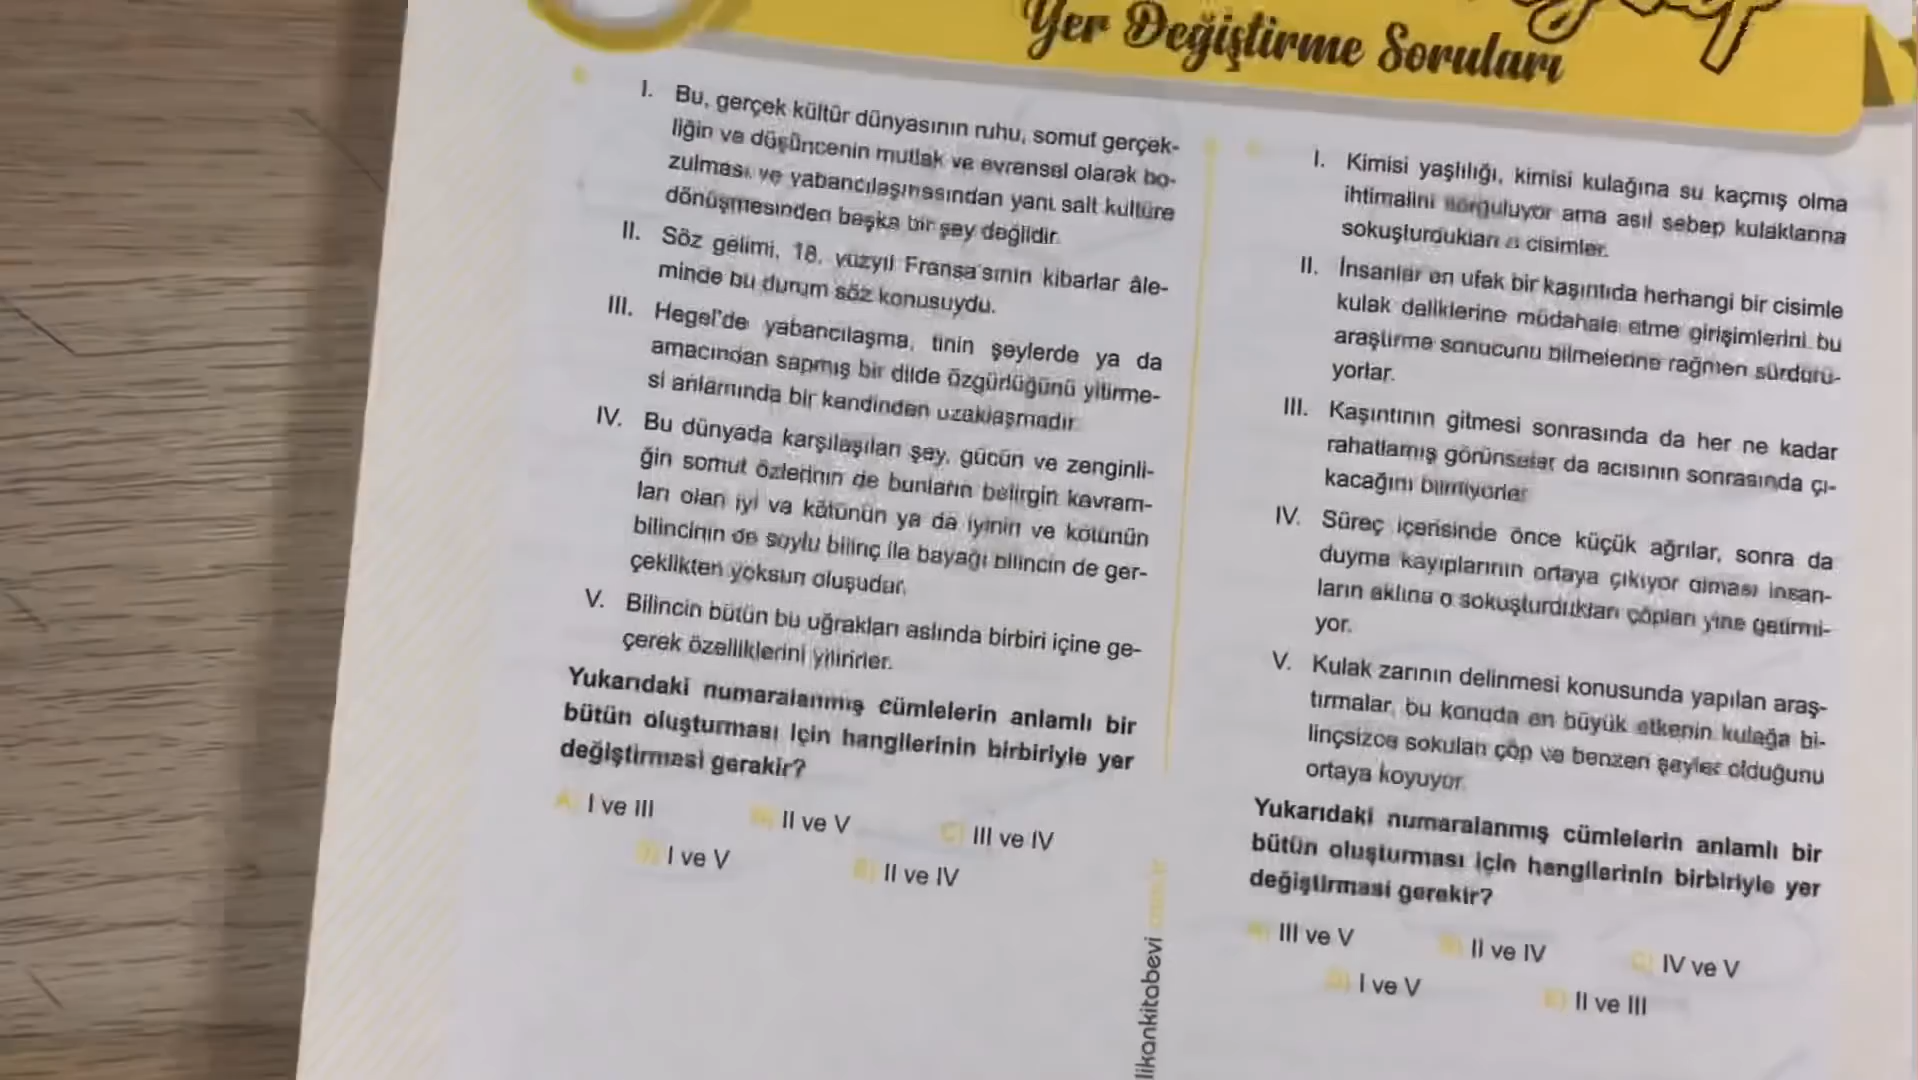 Yer Değiştirme Soruları
I. Bu, gerçek kültür dünyasının ruhu, somut gerçek-
liğin ve düşüncenin mutlak ve evrensel olarak bo-
zulması ve yabancılaşmasından yani salt kültüre
dönüşmesinden başka bir şey değildir.
II. Söz gelimi, 18. yüzyıl Fransa'sının kibarlar âle-
minde bu durum söz konusuydu.
III. Hegel'de yabancılaşma, tinin şeylerde ya da
amacından sapmış bir dilde özgürlüğünü yitirme-
si anlamında bir kendinden uzaklaşmadır.
IV. Bu dünyada karşılaşılan şey, gücün ve zenginli-
ğin somut özlerinin de bunların belirgin kavram-
ları olan iyi ve kötünün ya da iyinin ve kötünün
bilincinin de soylu bilinç ile bayağı bilincin de ger-
çeklikten yoksun oluşudur.
V. Bilincin bütün bu uğrakları aslında birbiri içine ge-
çerek özelliklerini yitirirler.
Yukarıdaki numaralanmış cümlelerin anlamlı bir
bütün oluşturması için hangilerinin birbiriyle yer
değiştirmesi gerekir?
A) I ve III B) II ve V C) III ve IV
D) I ve V E) II ve IV
likankitabevi
I. Kimisi yaşlılığı, kimisi kulağına su kaçmış olma
ihtimalini sorguluyor ama asıl sebep kulaklarına
sokuşturdukları o cisimler.
II. İnsanlar en ufak bir kaşıntıda herhangi bir cisimle
kulak deliklerine müdahale etme girişimlerini bu
araştırma sonucunu bilmelerine rağmen sürdürü-
yorlar.
III. Kaşıntının gitmesi sonrasında da her ne kadar
rahatlamış görünseler da acısının sonrasında çı-
kacağını bilmiyorlar.
IV. Süreç içerisinde önce küçük ağrılar, sonra da
duyma kayıplarının ortaya çıkıyor olması insan-
ların aklına o sokuşturdukları çöpleri yine getirmi-
yor.
V. Kulak zarının delinmesi konusunda yapılan araş-
tırmalar, bu konuda en büyük etkenin kulağa bi-
linçsizce sokulan çöp ve benzeri şeyler olduğunu
ortaya koyuyor.
Yukarıdaki numaralanmış cümlelerin anlamlı bir
bütün oluşturması için hangilerinin birbiriyle yer
değiştirmesi gerekir?
A) III ve V B) II ve IV C) IV ve V
D) I ve V E) II ve III